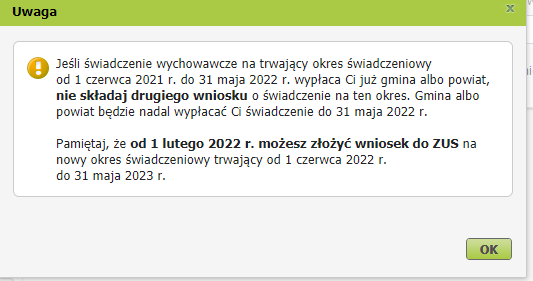 Uwaga
x
Jeśli świadczenie wychowawcze na trwający okres świadczeniowy
od 1 czerwca 2021 r. do 31 maja 2022 r. wypłaca Ci już gmina albo powiat,
nie składaj drugiego wniosku o świadczenie na ten okres. Gmina albo
powiat będzie nadal wypłacać Ci świadczenie do 31 maja 2022 r.
Pamiętaj, że od 1 lutego 2022 r. możesz złożyć wniosek do ZUS na
nowy okres świadczeniowy trwający od 1 czerwca 2022 r.
do 31 maja 2023 r.
OK